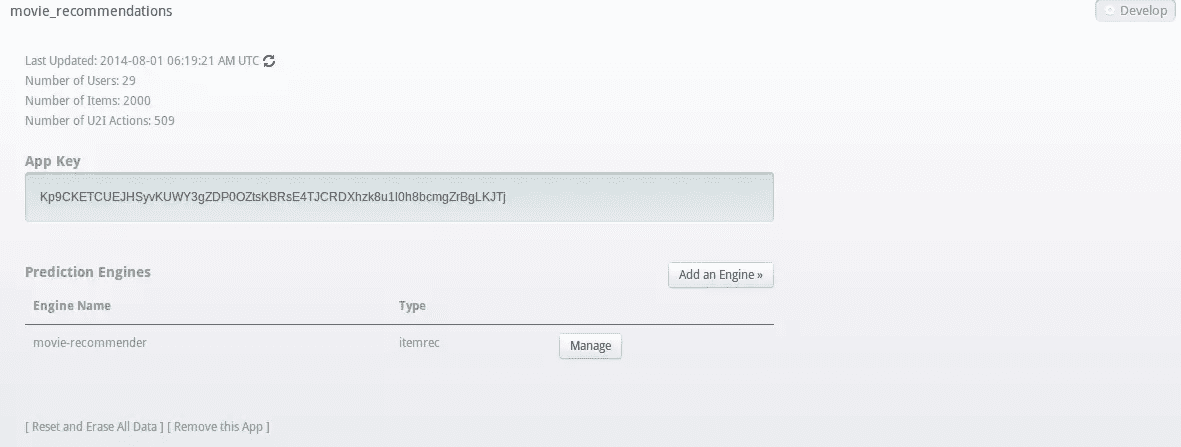 movie_recommendations
Develop
Last Updated: 2014-08-01 06:19:21 AM UTC
Number of Users: 29
Number of Items: 2000
Number of U2I Actions: 509
App Key
Kp9CKETCUEJHSyvKUWY3gZDP0OZtsKBRsE4TJCRDXhzk8u1l0h8bcmgZrBgLKJTj
Prediction Engines
Add an Engine »
Engine Name Type
movie-recommender itemrec Manage
[ Reset and Erase All Data ] [ Remove this App ]